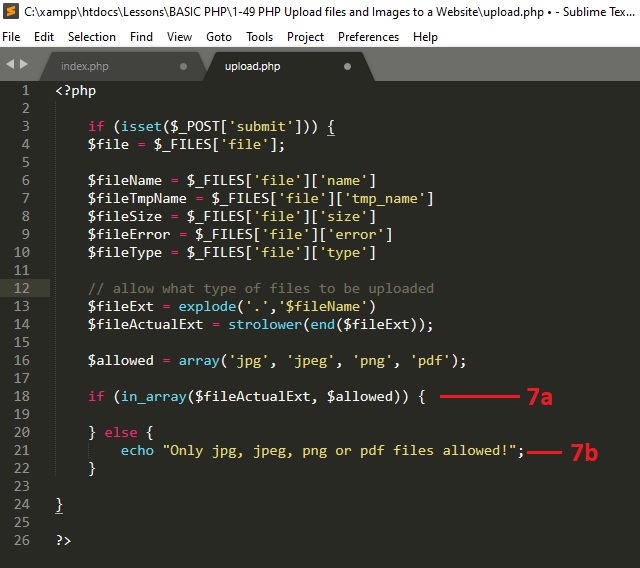 C:\xampp\htdocs\Lessons\BASIC PHP\1-49 PHP Upload files and Images to a Website\upload.php • - Sublime Tex...
File Edit Selection Find View Goto Tools Project Preferences Help
index.php upload.php
1 <?php
2
3 if (isset($_POST['submit'])) {
4 $file = $_FILES['file'];
5
6 $fileName = $_FILES['file']['name']
7 $fileTmpName = $_FILES['file']['tmp_name']
8 $fileSize = $_FILES['file']['size']
9 $fileError = $_FILES['file']['error']
10 $fileType = $_FILES['file']['type']
11
12 // allow what type of files to be uploaded
13 $fileExt = explode('.','$fileName')
14 $fileActualExt = strolower(end($fileExt));
15
16 $allowed = array('jpg', 'jpeg', 'png', 'pdf');
17
18 if (in_array($fileActualExt, $allowed)) { 7a
19
20 } else {
21 echo "Only jpg, jpeg, png or pdf files allowed!"; 7b
22 }
23
24 }
25
26 ?>